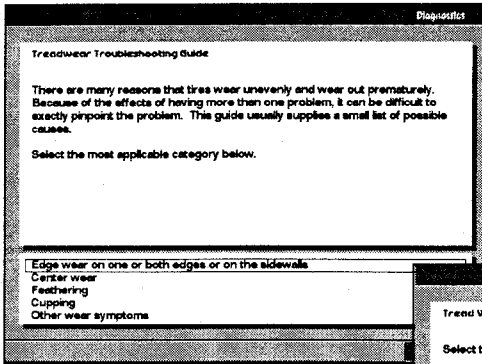 Diagnostics
Treadwear Troubleshooting Guide
There are many reasons that tires wear unevenly and wear out prematurely.
Because of the effects of having more than one problem, it can be difficult to
exactly pinpoint the problem. This guide usually supplies a small list of possible
causes.
Select the most applicable category below.
Edge wear on one or both edges or on the sidewalls
Center wear
Feathering
Cupping
Other wear symptoms
Tread W
Select t